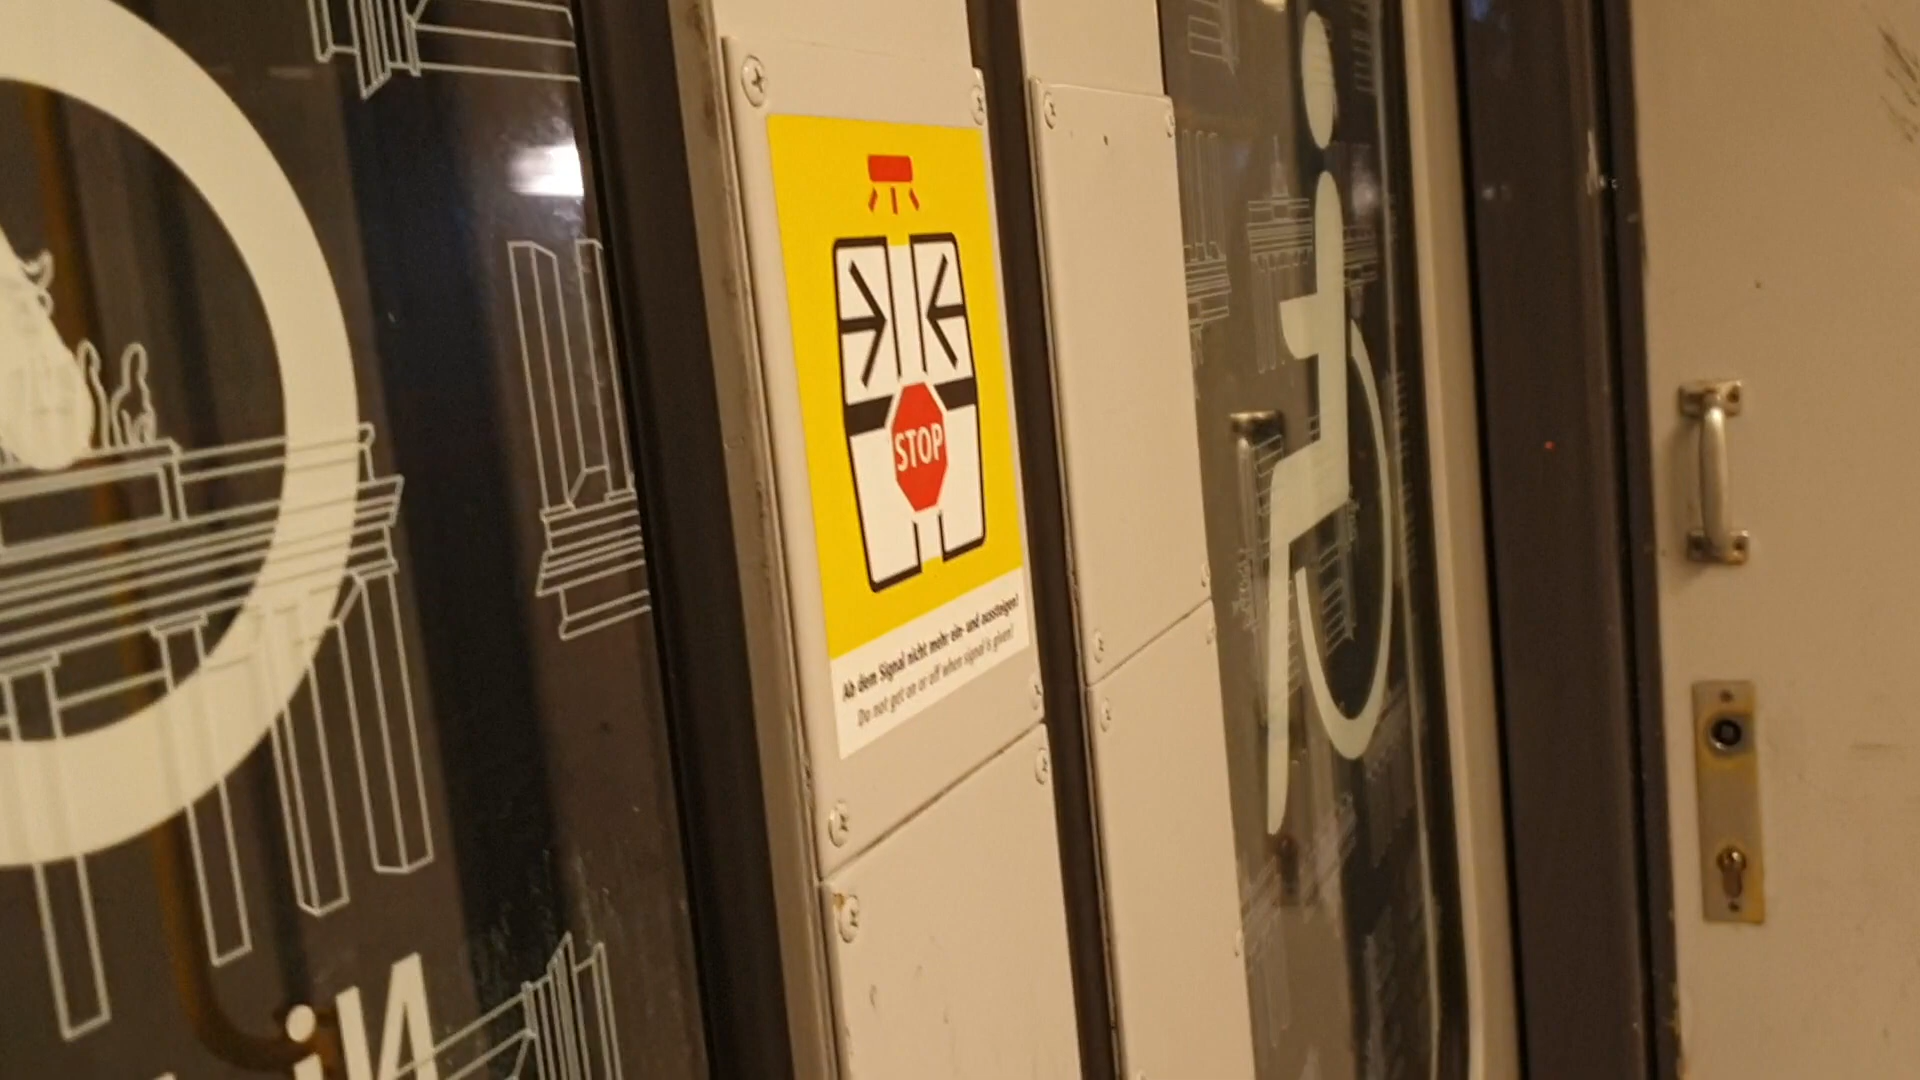 STOP
Ab dem Signal nicht mehr ein- und aussteigen!
Do not get on or off when signal is given!
Ni